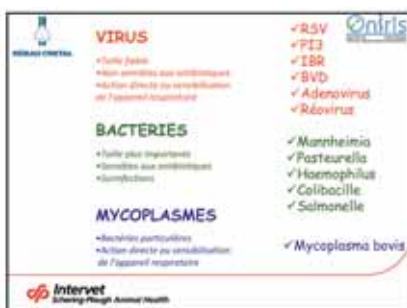 RÉSEAU CRISTAL
Oniris
VIRUS
•Taille faible
•Non sensibles aux antibiotiques
•Action directe ou sensibilisation
de l'appareil respiratoire
✓RSV
✓PI3
✓IBR
✓BVD
✓Adenovirus
✓Réovirus
BACTERIES
•Taille plus importantes
•Sensibles aux antibiotiques
•Surinfections
✓Mannheimia
✓Pasteurella
✓Haemophilus
✓Colibacille
✓Salmonelle
MYCOPLASMES
•Bactéries particulières
•Action directe ou sensibilisation
de l'appareil respiratoire
✓Mycoplasma bovis
Intervet
Schering-Plough Animal Health